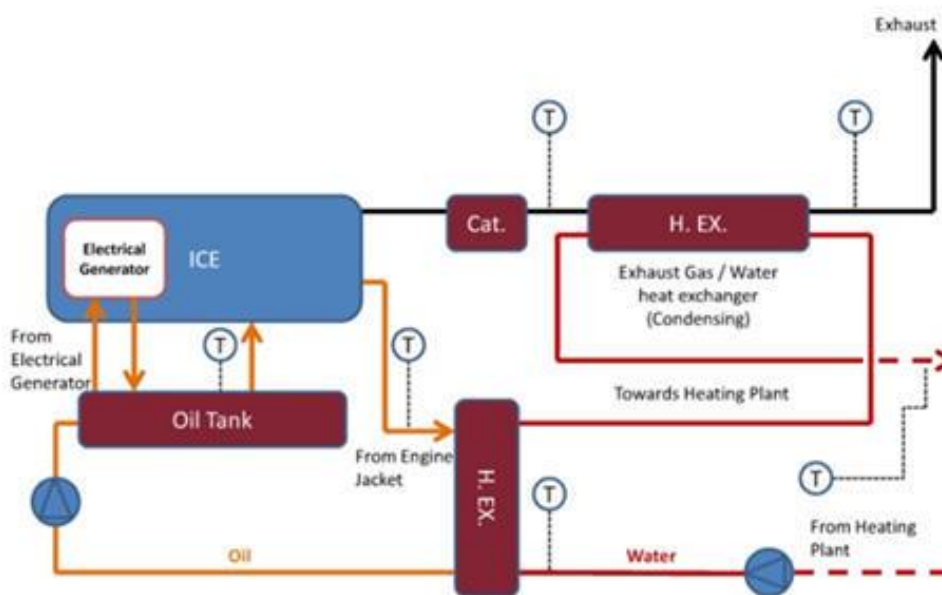 Exhaust
T
T
Electrical
Generator
ICE
Cat.
H. EX.
Exhaust Gas / Water
heat exchanger
(Condensing)
From
Electrical
Generator
T
T
Towards Heating Plant
Oil Tank
From Engine
Jacket
H. EX.
T
T
From Heating
Plant
Oil
Water